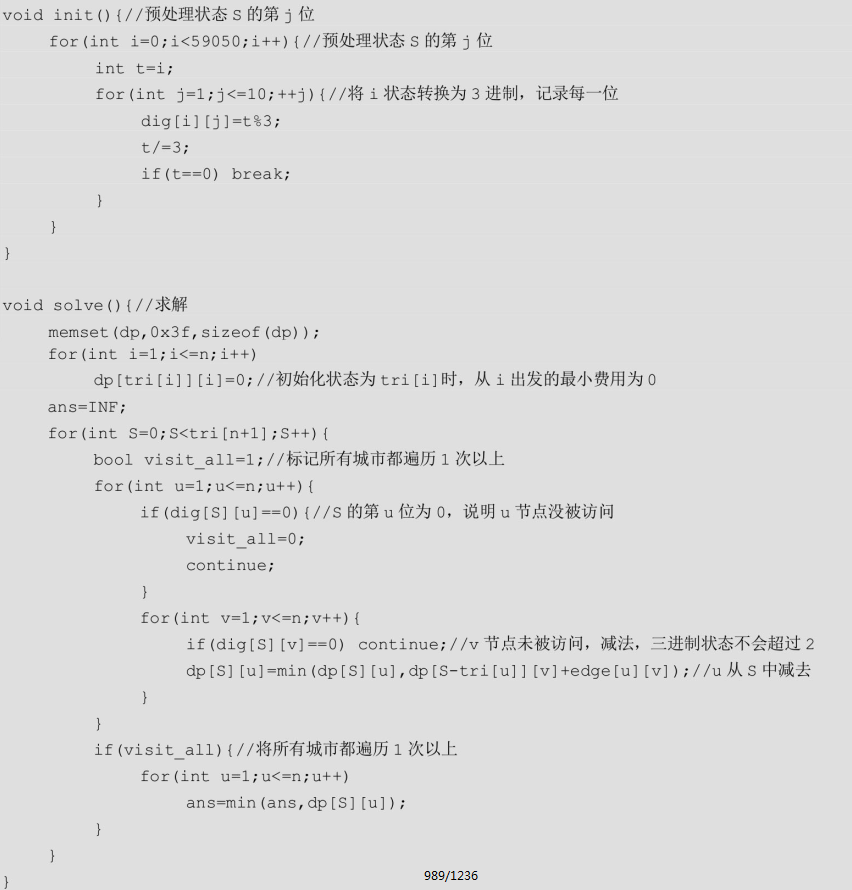 void init(){//预处理状态 S 的第 j 位
for(int i=0;i<59050;i++){//预处理状态 S 的第 j 位
int t=i;
for(int j=1;j<=10;++j){//将 i 状态转换为 3 进制，记录每一位
dig[i][j]=t%3;
t/=3;
if(t==0) break;
}
}
}
void solve(){//求解
memset(dp,0x3f,sizeof(dp));
for(int i=1;i<=n;i++)
dp[tri[i]][i]=0;//初始化状态为 tri[i]时，从 i 出发的最小费用为 0
ans=INF;
for(int S=0;S<tri[n+1];S++){
bool visit_all=1;//标记所有城市都遍历 1 次以上
for(int u=1;u<=n;u++){
if(dig[S][u]==0){//S 的第 u 位为 0，说明 u 节点没被访问
visit_all=0;
continue;
}
for(int v=1;v<=n;v++){
if(dig[S][v]==0) continue;//v 节点未被访问，减法，三进制状态不会超过 2
dp[S][u]=min(dp[S][u],dp[S-tri[u]][v]+edge[u][v]);//u 从 S 中减去
}
}
if(visit_all){//将所有城市都遍历 1 次以上
for(int u=1;u<=n;u++)
ans=min(ans,dp[S][u]);
}
}
}
989/1236